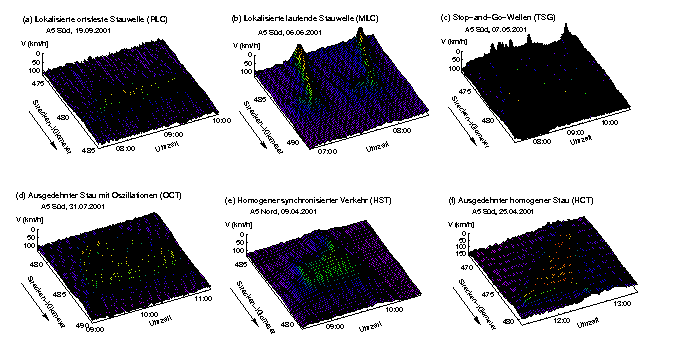 (a) Lokalisierte ortsfeste Stauwelle (PLC)
A5 Süd, 19.09.2001
V (km/h)
0
50
100
475
480
485
Strecken-Kilometer
08:00
09:00
10:00
Uhrzeit
(b) Lokalisierte laufende Stauwelle (MLC)
A5 Süd, 06.06.2001
V (km/h)
0
50
100
485
490
Strecken-Kilometer
07:00
08:00
Uhrzeit
(c) Stop-and-Go-Wellen (TSG)
A5 Süd, 07.05.2001
V (km/h)
0
50
100
475
480
485
Strecken-Kilometer
08:00
09:00
10:00
Uhrzeit
(d) Ausgedehnter Stau mit Oszillationen (OCT)
A5 Süd, 31.07.2001
V (km/h)
0
50
100
480
485
490
Strecken-Kilometer
09:00
10:00
11:00
Uhrzeit
(e) Homogener synchronisierter Verkehr (HST)
A5 Nord, 09.04.2001
V (km/h)
0
50
100
485
480
Strecken-Kilometer
09:00
10:00
Uhrzeit
(f) Ausgedehnter homogener Stau (HCT)
A5 Süd, 25.04.2001
V (km/h)
0
50
100
150
470
475
480
Strecken-Kilometer
12:00
13:00
Uhrzeit